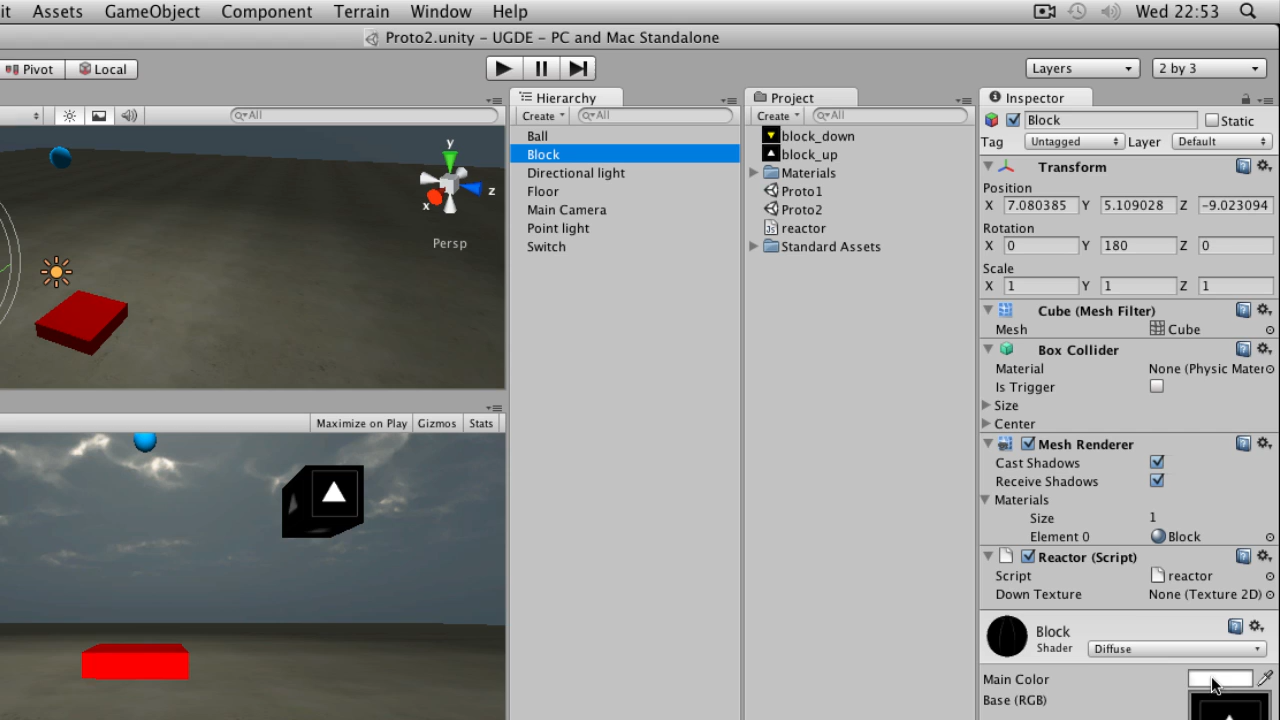 it Assets GameObject Component Terrain Window Help Wed 22:53
Proto2.unity - UGDE - PC and Mac Standalone
Pivot Local Layers 2 by 3
All
Persp
y
z
x
Maximize on Play Gizmos Stats
Hierarchy
Create All
Ball
Block
Directional light
Floor
Main Camera
Point light
Switch
Project
Create All
block_down
block_up
Materials
Proto1
Proto2
reactor
Standard Assets
Inspector
Block Static
Tag Untagged Layer Default
Transform
Position
X 7.080385 Y 5.109028 Z -9.023094
Rotation
X 0 Y 180 Z 0
Scale
X 1 Y 1 Z 1
Cube (Mesh Filter)
Mesh Cube
Box Collider
Material None (Physic Mater
Is Trigger
Size
Center
Mesh Renderer
Cast Shadows
Receive Shadows
Materials
Size 1
Element 0 Block
Reactor (Script)
Script reactor
Down Texture None (Texture 2D)
Block
Shader Diffuse
Main Color
Base (RGB)